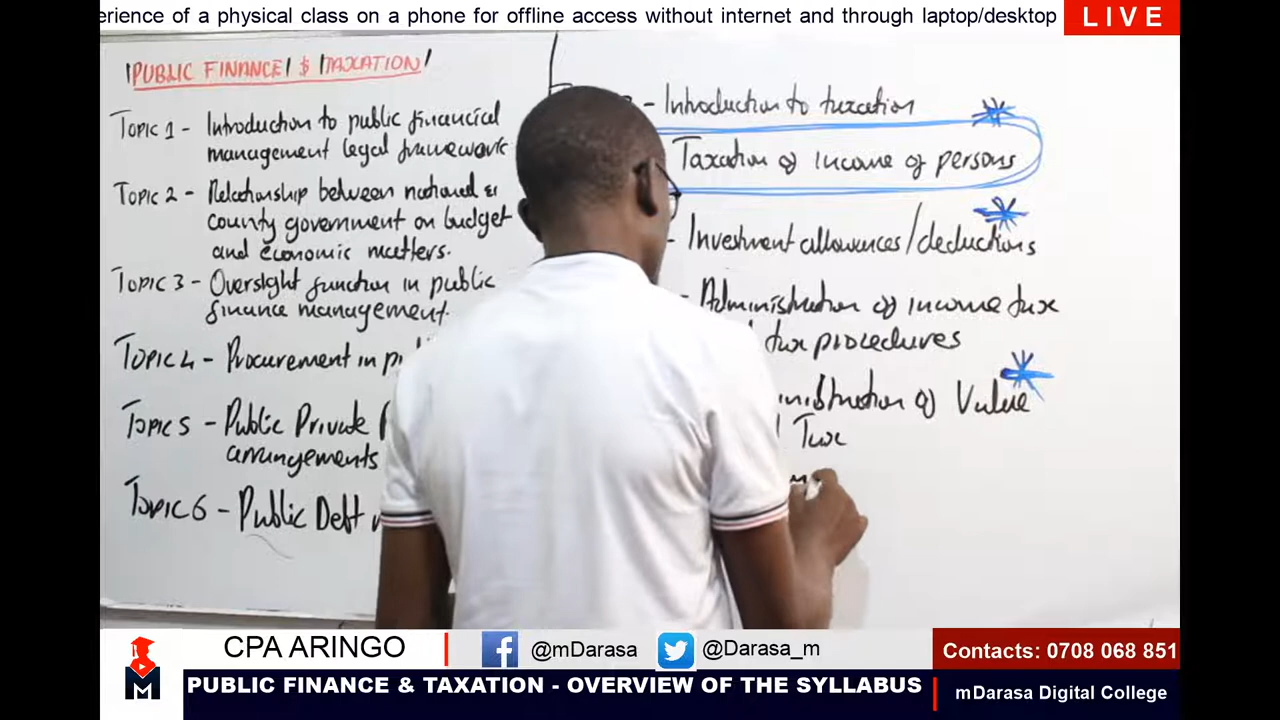 erience of a physical class on a phone for offline access without internet and through laptop/desktop
LIVE
PUBLIC FINANCE & TAXATION
TOPIC 1 - Introduction to public financial
management legal framework
TOPIC 2 - Relationship between national &
county government on budget
and economic matters.
TOPIC 3 - Oversight function in public
finance management.
TOPIC 4 - Procurement in
TOPIC 5 - Public Private
arrangements
TOPIC 6 - Public Debt
- Introduction to taxation
Taxation of income of persons
- Investment allowances/deductions
- Administration of income tax
tax procedures
of Value
Tax
CPA ARINGO
@mDarasa
@Darasa_m
Contacts: 0708 068 851
M
PUBLIC FINANCE & TAXATION - OVERVIEW OF THE SYLLABUS
mDarasa Digital College